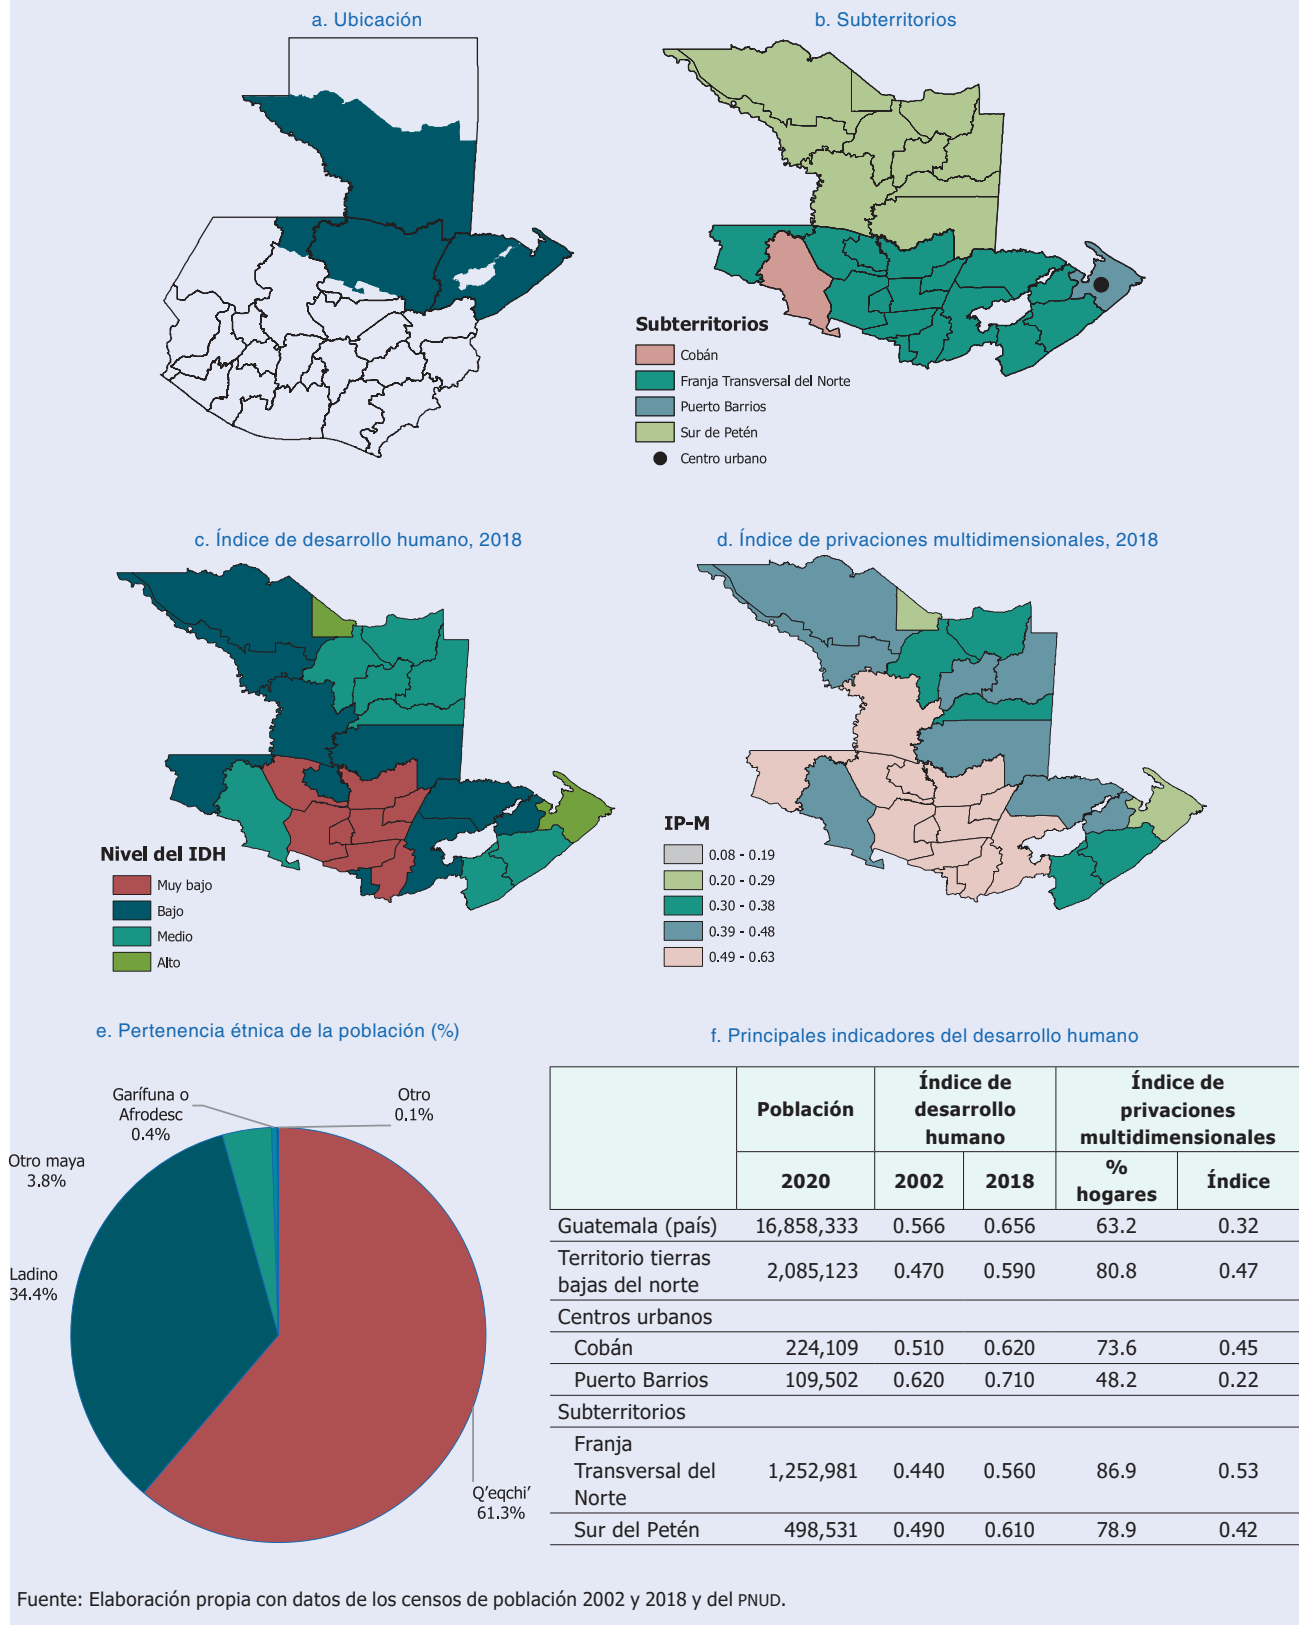 a. Ubicación
b. Subterritorios
Subterritorios
Cobán
Franja Transversal del Norte
Puerto Barrios
Sur de Petén
Centro urbano
c. Índice de desarrollo humano, 2018
d. Índice de privaciones multidimensionales, 2018
Nivel del IDH
Muy bajo
Bajo
Medio
Alto
IP-M
0.08 - 0.19
0.20 - 0.29
0.30 - 0.38
0.39 - 0.48
0.49 - 0.63
e. Pertenencia étnica de la población (%)
Garífuna o
Afrodesc
0.4%
Otro
0.1%
Otro maya
3.8%
Ladino
34.4%
Q'eqchi'
61.3%
f. Principales indicadores del desarrollo humano
Población
Índice de
desarrollo
humano
Índice de
privaciones
multidimensionales
2020 2002 2018 %
hogares Índice
Guatemala (país) 16,858,333 0.566 0.656 63.2 0.32
Territorio tierras
bajas del norte 2,085,123 0.470 0.590 80.8 0.47
Centros urbanos
Cobán 224,109 0.510 0.620 73.6 0.45
Puerto Barrios 109,502 0.620 0.710 48.2 0.22
Subterritorios
Franja
Transversal del 1,252,981 0.440 0.560 86.9 0.53
Norte
Sur del Petén 498,531 0.490 0.610 78.9 0.42
Fuente: Elaboración propia con datos de los censos de población 2002 y 2018 y del PNUD.